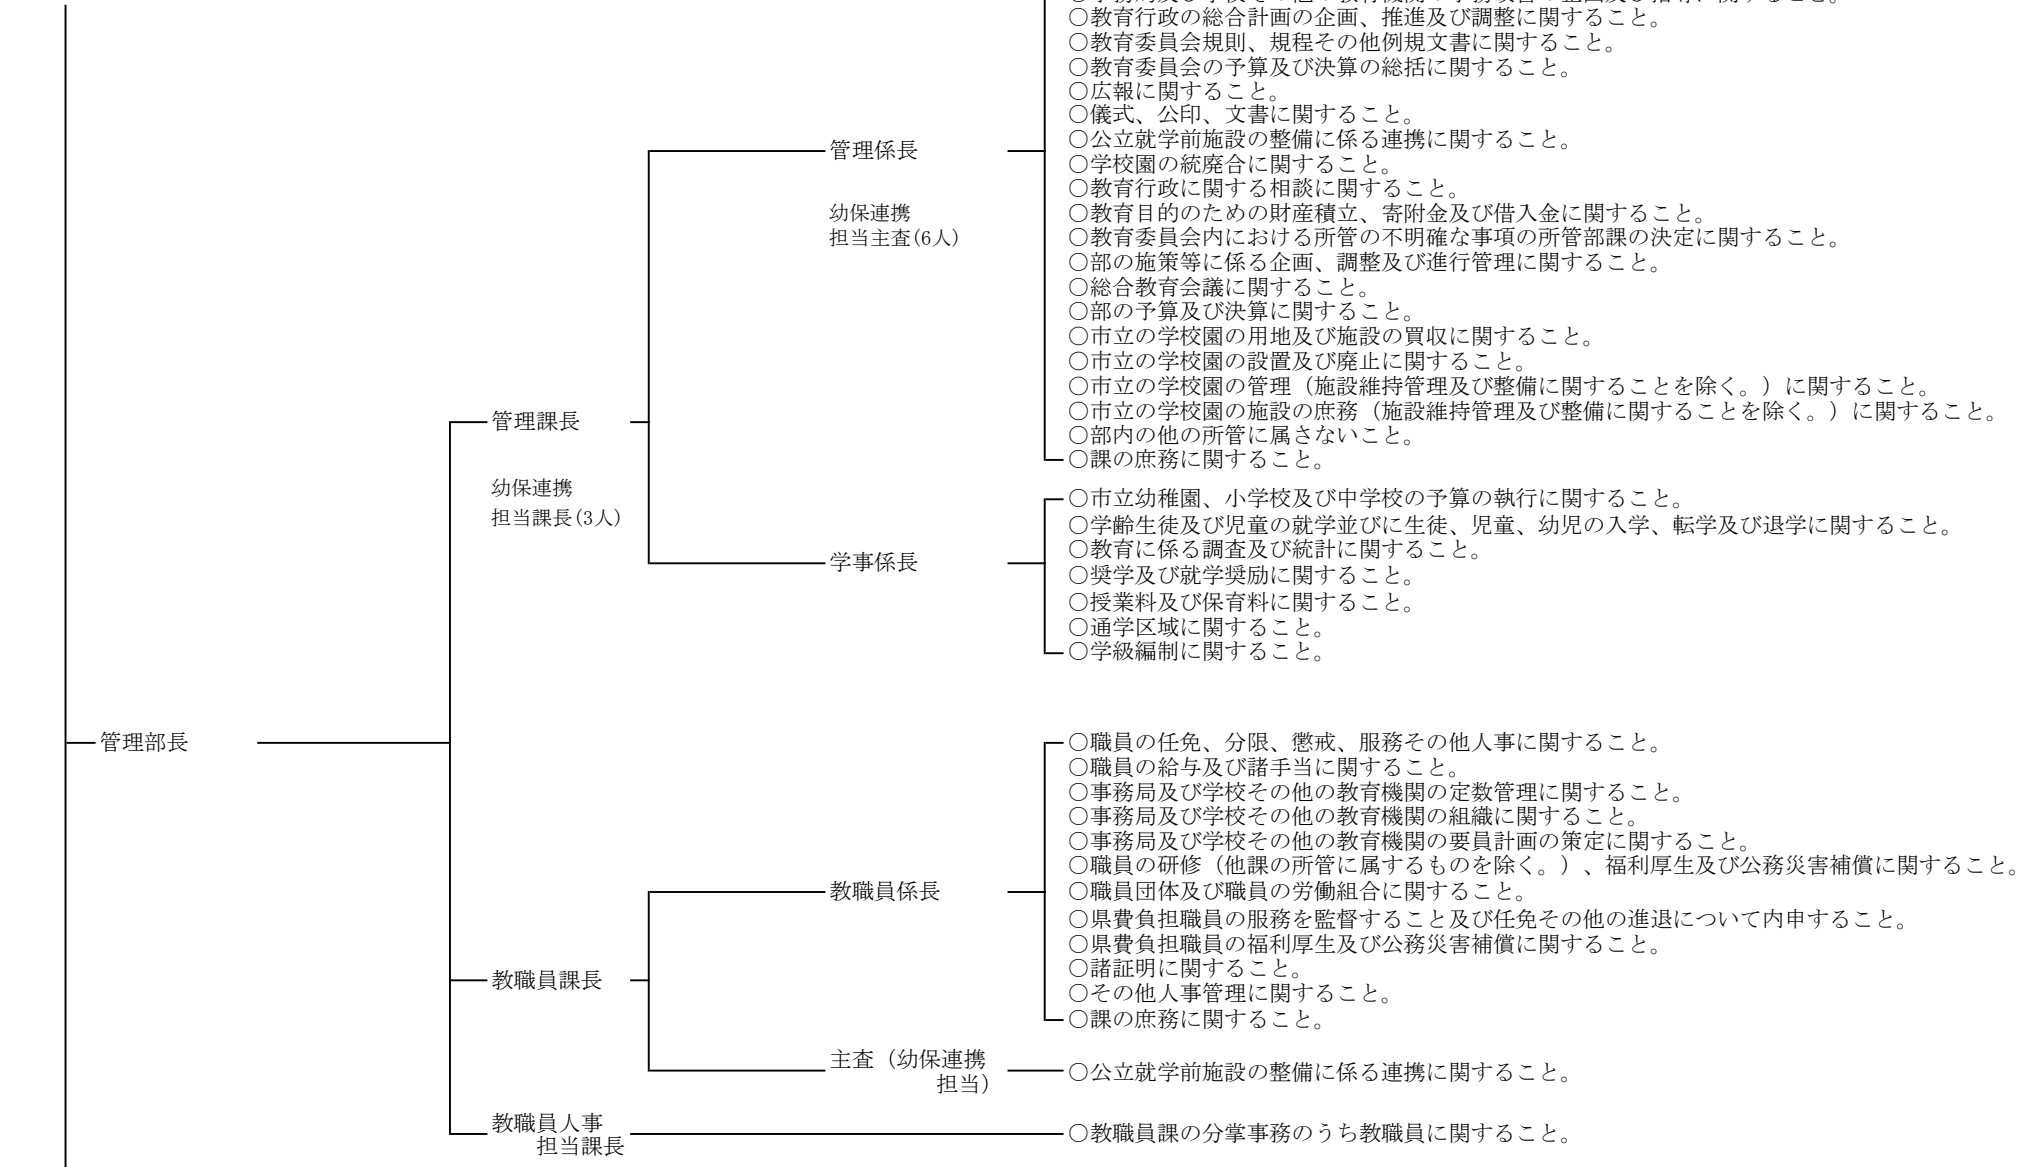 ○教育行政の総合計画の企画、推進及び調整に関すること。
○教育委員会規則、規程その他例規文書に関すること。
○教育委員会の予算及び決算の総括に関すること。
○広報に関すること。
○儀式、公印、文書に関すること。
○公立就学前施設の整備に係る連携に関すること。
管理係長
○学校園の統廃合に関すること。
○教育行政に関する相談に関すること。
幼保連携
担当主査(6人)
○教育目的のための財産積立、寄附金及び借入金に関すること。
○教育委員会内における所管の不明確な事項の所管部課の決定に関すること。
○部の施策等に係る企画、調整及び進行管理に関すること。
○総合教育会議に関すること。
○部の予算及び決算に関すること。
○市立の学校園の用地及び施設の買収に関すること。
○市立の学校園の設置及び廃止に関すること。
○市立の学校園の管理（施設維持管理及び整備に関することを除く。）に関すること。
○市立の学校園の施設の庶務（施設維持管理及び整備に関することを除く。）に関すること。
管理課長
○部内の他の所管に属さないこと。
○課の庶務に関すること。
幼保連携
担当課長(3人)
○市立幼稚園、小学校及び中学校の予算の執行に関すること。
○学齢生徒及び児童の就学並びに生徒、児童、幼児の入学、転学及び退学に関すること。
○教育に係る調査及び統計に関すること。
学事係長
○奨学及び就学奨励に関すること。
○授業料及び保育料に関すること。
○通学区域に関すること。
○学級編制に関すること。
管理部長
○職員の任免、分限、懲戒、服務その他人事に関すること。
○職員の給与及び諸手当に関すること。
○事務局及び学校その他の教育機関の定数管理に関すること。
○事務局及び学校その他の教育機関の組織に関すること。
○事務局及び学校その他の教育機関の要員計画の策定に関すること。
○職員の研修（他課の所管に属するものを除く。）、福利厚生及び公務災害補償に関すること。
教職員係長
○職員団体及び職員の労働組合に関すること。
○県費負担職員の服務を監督すること及び任免その他の進退について内申すること。
○県費負担職員の福利厚生及び公務災害補償に関すること。
○諸証明に関すること。
教職員課長
○その他人事管理に関すること。
○課の庶務に関すること。
主査（幼保連携
担当）
○公立就学前施設の整備に係る連携に関すること。
教職員人事
担当課長
○教職員課の分掌事務のうち教職員に関すること。